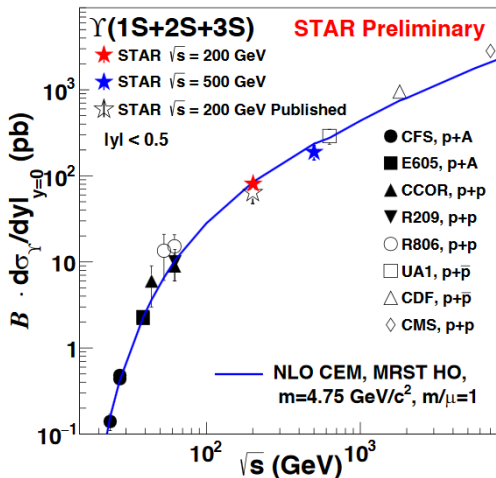 ϒ(1S+2S+3S)
STAR Preliminary
STAR √s = 200 GeV
STAR √s = 500 GeV
STAR √s = 200 GeV Published
|y| < 0.5
CFS, p+A
E605, p+A
CCOR, p+p
R209, p+p
R806, p+p
UA1, p+p̅
CDF, p+p̅
CMS, p+p
NLO CEM, MRST HO,
m=4.75 GeV/c², m/μ=1
B · dσ_ϒ/dy|_{y=0} (pb)
10³
10²
10
1
10⁻¹
10² 10³
√s (GeV)